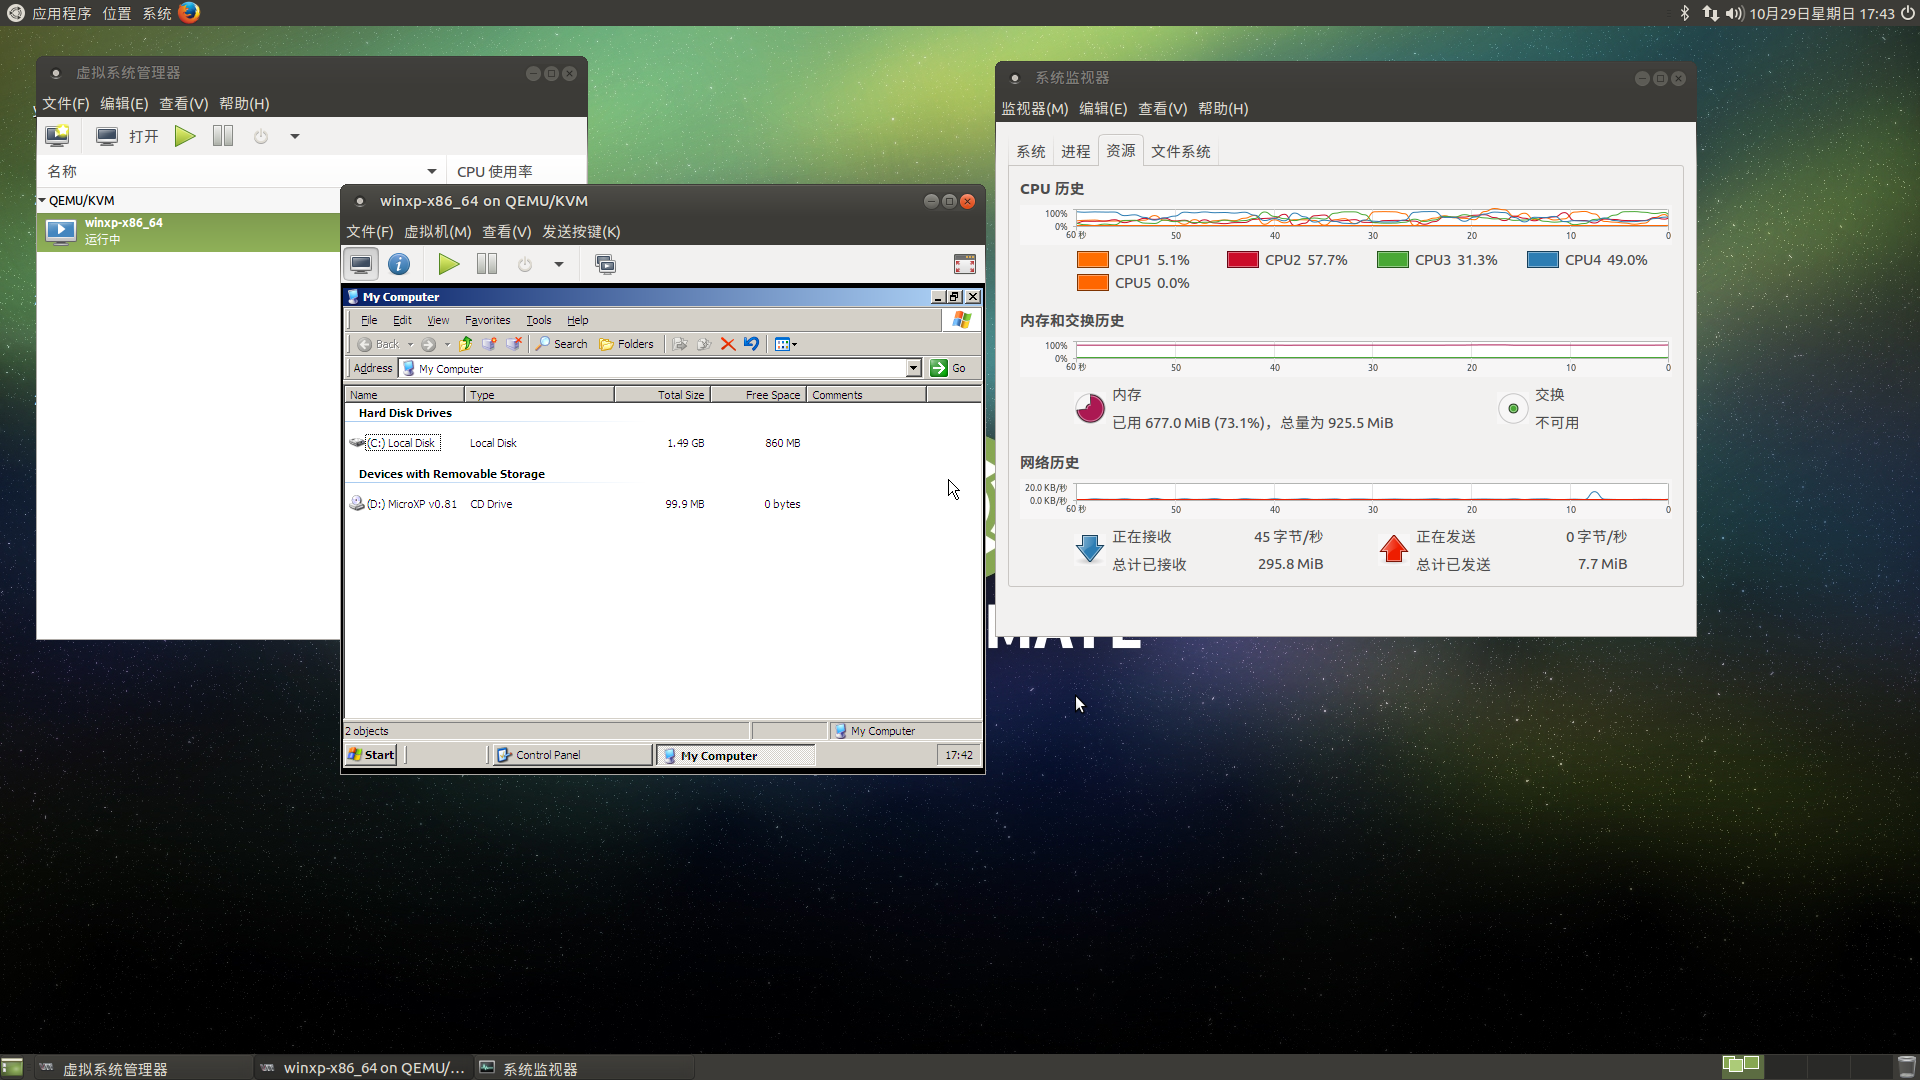 应用程序 位置 系统
10月29日星期日 17:43
虚拟系统管理器
文件(F) 编辑(E) 查看(V) 帮助(H)
打开
名称
CPU 使用率
QEMU/KVM
winxp-x86_64
运行中
winxp-x86_64 on QEMU/KVM
文件(F) 虚拟机(M) 查看(V) 发送按键(K)
My Computer
File Edit View Favorites Tools Help
Back Search Folders
Address My Computer Go
Name Type Total Size Free Space Comments
Hard Disk Drives
(C:) Local Disk Local Disk 1.49 GB 860 MB
Devices with Removable Storage
(D:) MicroXP v0.81 CD Drive 99.9 MB 0 bytes
2 objects
My Computer
Start Control Panel My Computer 17:42
系统监视器
监视器(M) 编辑(E) 查看(V) 帮助(H)
系统 进程 资源 文件系统
CPU 历史
100%
0%
60 秒 50 40 30 20 10 0
CPU1 5.1% CPU2 57.7% CPU3 31.3% CPU4 49.0%
CPU5 0.0%
内存和交换历史
100%
0%
60 秒 50 40 30 20 10 0
内存
已用 677.0 MiB (73.1%)，总量为 925.5 MiB
交换
不可用
网络历史
20.0 KB/秒
0.0 KB/秒
60 秒 50 40 30 20 10 0
正在接收 45 字节/秒 正在发送 0 字节/秒
总计已接收 295.8 MiB 总计已发送 7.7 MiB
MATE
虚拟系统管理器 winxp-x86_64 on QEMU/... 系统监视器